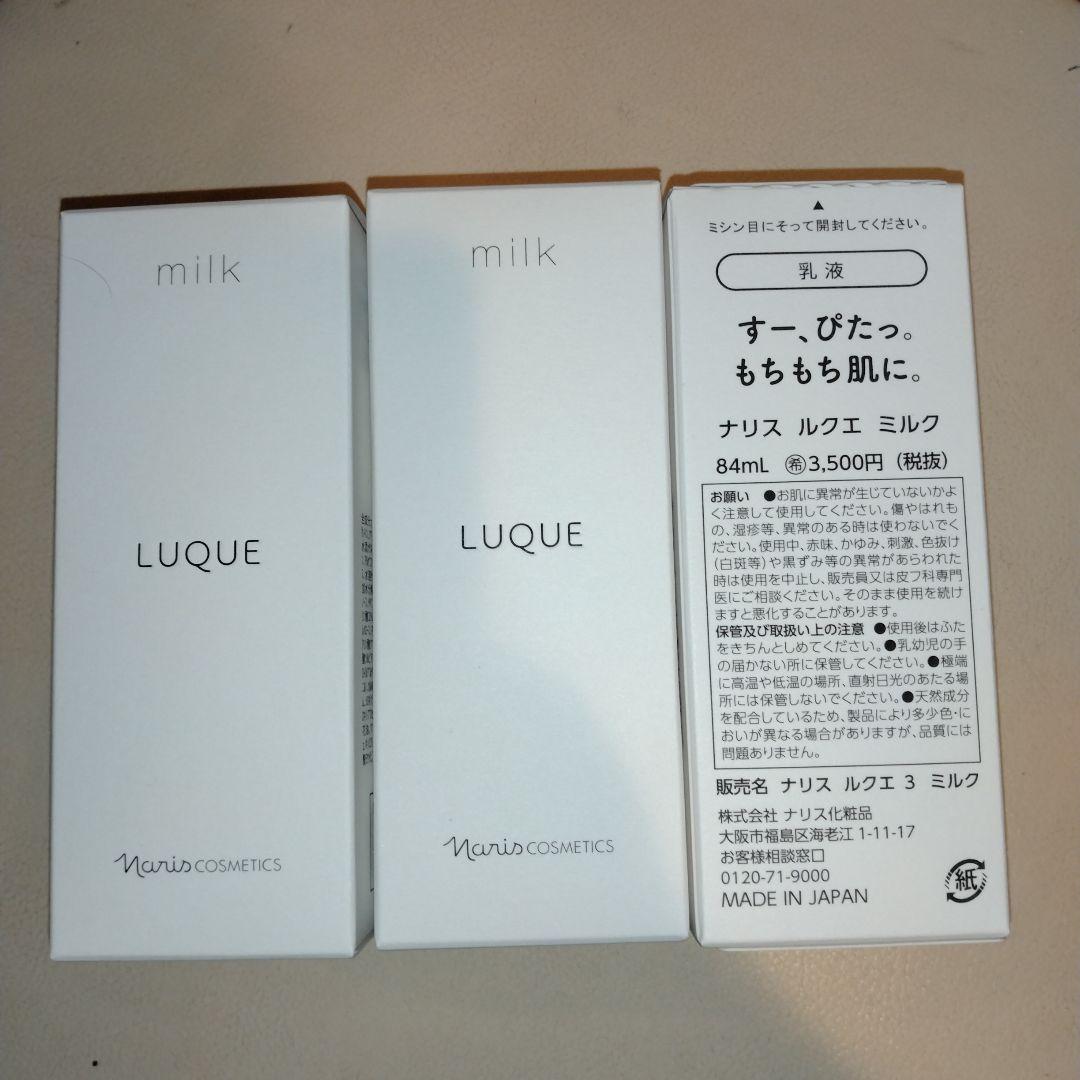 milk
LUQUE
naris COSMETICS
milk
LUQUE
naris COSMETICS
▲
ミシン目にそって開封してください。
乳液
すー、ぴたっ。
もちもち肌に。
ナリス ルクエ ミルク
84mL ㊕3,500円（税抜）
お願い ●お肌に異常が生じていないかよ
く注意して使用してください。傷やはれも
の、湿疹等、異常のある時は使わないでく
ださい。使用中、赤味、かゆみ、刺激、色抜け
（白斑等）や黒ずみ等の異常があらわれた
時は使用を中止し、販売員又は皮フ科専門
医にご相談ください。そのまま使用を続け
ますと悪化することがあります。
保管及び取扱い上の注意 ●使用後はふた
をきちんとしめてください。●乳幼児の手
の届かない所に保管してください。●極端
に高温や低温の場所、直射日光のあたる場
所には保管しないでください。●天然成分
を配合しているため、製品により多少色・に
おいが異なる場合がありますが、品質には
問題ありません。
販売名 ナリス ルクエ 3 ミルク
株式会社 ナリス化粧品
大阪市福島区海老江 1-11-17
お客様相談窓口
0120-71-9000
MADE IN JAPAN
紙